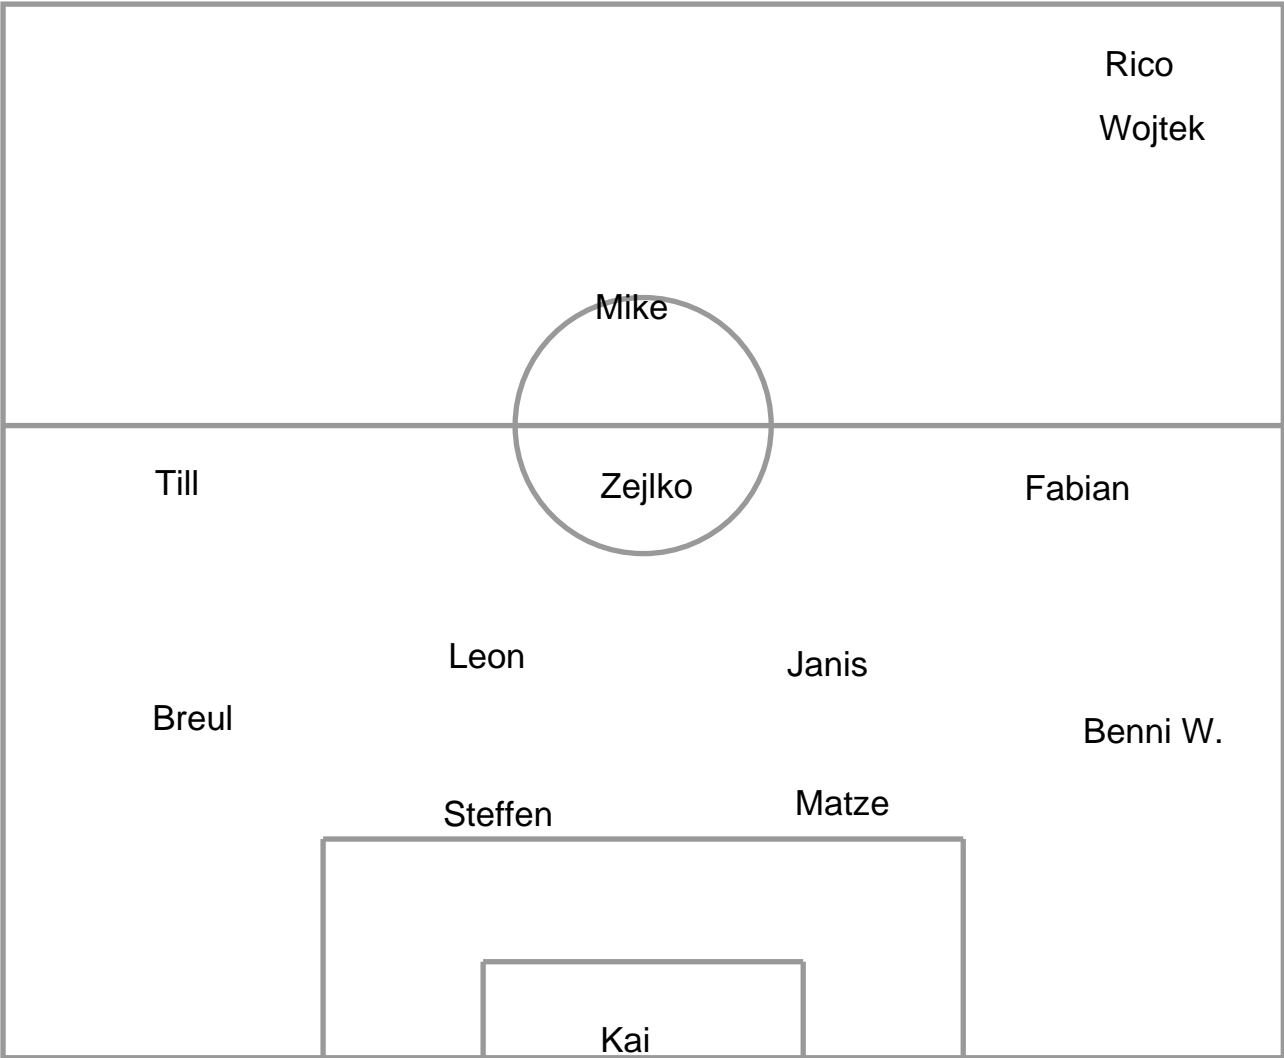 Rico
Wojtek
Mike
Till
Zejlko
Fabian
Leon
Janis
Breul
Benni W.
Steffen
Matze
Kai